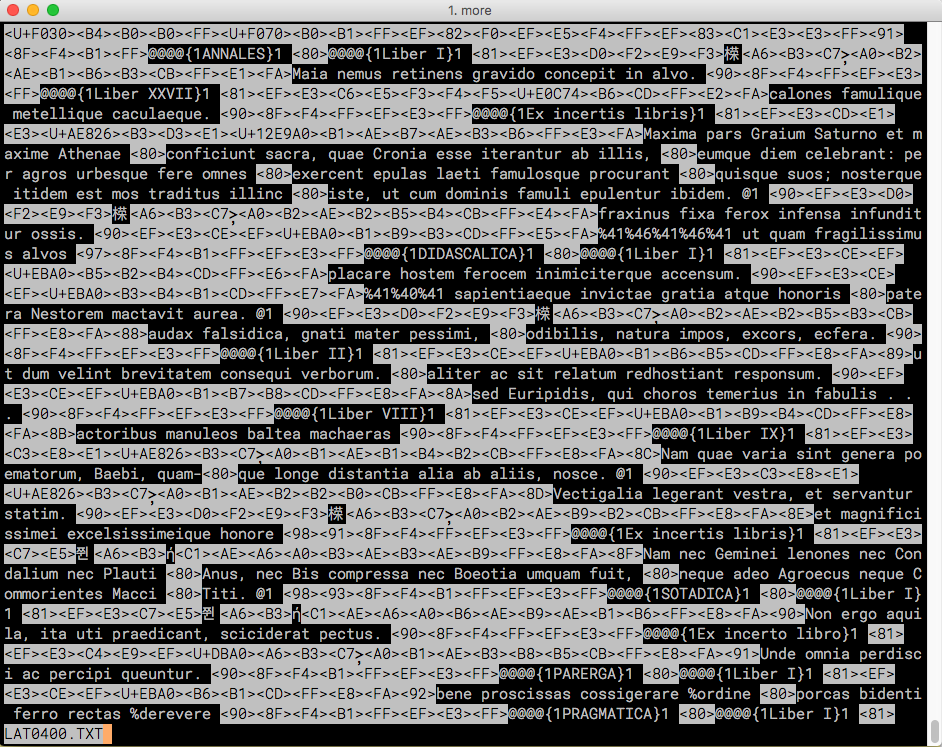 1. more
<U+F030><B4><B0><B0><FF><U+F070><B0><B1><FF><EF><82><F0><EF><E5><F4><FF><EF><83><C1><E3><E3><FF><91>
<8F><F4><B1><FF>@@@@{1ANNALES}1 <80>@@@@{1Liber I}1 <81><EF><E3><D0><F2><E9><F3>檪<A6><B3><C7>;<A0><B2>
<AE><B1><B6><B3><CB><FF><E1><FA>Maia nemus retinens gravido concepit in alvo. <90><8F><F4><FF><EF><E3>
<FF>@@@@{1Liber XXVII}1 <81><EF><E3><C6><E5><F3><F4><F5><U+E0C74><B6><CD><FF><E2><FA>calones famulique
 metellique caculaeque. <90><8F><F4><FF><EF><E3><FF>@@@@{1Ex incertis libris}1 <81><EF><E3><CD><E1>
<E3><U+AE826><B3><D3><E1><U+12E9A0><B1><AE><B7><AE><B3><B6><FF><E3><FA>Maxima pars Graium Saturno et m
axime Athenae <80>conficiunt sacra, quae Cronia esse iterantur ab illis, <80>eumque diem celebrant: pe
r agros urbesque fere omnes <80>exercent epulas laeti famulosque procurant <80>quisque suos; nosterque
 itidem est mos traditus illinc <80>iste, ut cum dominis famuli epulentur ibidem. @1 <90><EF><E3><D0>
<F2><E9><F3>檪<A6><B3><C7>;<A0><B2><AE><B2><B5><B4><CB><FF><E4><FA>fraxinus fixa ferox infensa infundit
ur ossis. <90><EF><E3><CE><EF><U+EBA0><B1><B9><B3><CD><FF><E5><FA>%41%46%41%46%41 ut quam fragilissimu
s alvos <97><8F><F4><B1><FF><EF><E3><FF>@@@@{1DIDASCALICA}1 <80>@@@@{1Liber I}1 <81><EF><E3><CE><EF>
<U+EBA0><B5><B2><B4><CD><FF><E6><FA>placare hostem ferocem inimiciterque accensum. <90><EF><E3><CE>
<EF><U+EBA0><B3><B4><B1><CD><FF><E7><FA>%41%40%41 sapientiaeque invictae gratia atque honoris <80>pate
ra Nestorem mactavit aurea. @1 <90><EF><E3><D0><F2><E9><F3>檪<A6><B3><C7>;<A0><B2><AE><B2><B5><B3><CB>
<FF><E8><FA><88>audax falsidica, gnati mater pessimi, <80>odibilis, natura impos, excors, ecfera. <90>
<8F><F4><FF><EF><E3><FF>@@@@{1Liber II}1 <81><EF><E3><CE><EF><U+EBA0><B1><B6><B5><CD><FF><E8><FA><89>u
t dum velint brevitatem consequi verborum. <80>aliter ac sit relatum redhostiant responsum. <90><EF>
<E3><CE><EF><U+EBA0><B1><B7><B8><CD><FF><E8><FA><8A>sed Euripidis, qui choros temerius in fabulis . .
. <90><8F><F4><FF><EF><E3><FF>@@@@{1Liber VIII}1 <81><EF><E3><CE><EF><U+EBA0><B1><B9><B4><CD><FF><E8>
<FA><8B>actoribus manuleos baltea machaeras <90><8F><F4><FF><EF><E3><FF>@@@@{1Liber IX}1 <81><EF><E3>
<C3><E8><E1><U+AE826><B3><C7>;<A0><B1><AE><B1><B4><B2><CB><FF><E8><FA><8C>Nam quae varia sint genera po
ematorum, Baebi, quam-<80>que longe distantia alia ab aliis, nosce. @1 <90><EF><E3><C3><E8><E1>
<U+AE826><B3><C7>;<A0><B1><AE><B2><B2><B0><CB><FF><E8><FA><8D>Vectigalia legerant vestra, et servantur
statim. <90><EF><E3><D0><F2><E9><F3>檪<A6><B3><C7>;<A0><B2><AE><B9><B2><CB><FF><E8><FA><8E>et magnifici
ssimei excelsissimeique honore <98><91><8F><F4><FF><EF><E3><FF>@@@@{1Ex incertis libris}1 <81><EF><E3>
<C7><E5><A6><B3>ή<C1><AE><A6><A0><B3><AE><B3><AE><B9><FF><E8><FA><8F>Nam nec Geminei lenones nec Con
dalium nec Plauti <80>Anus, nec Bis compressa nec Boeotia umquam fuit, <80>neque adeo Agroecus neque C
ommorientes Macci <80>Titi. @1 <98><93><8F><F4><B1><FF><EF><E3><FF>@@@@{1SOTADICA}1 <80>@@@@{1Liber I}
1 <81><EF><E3><C7><E5><A6><B3>ή<C1><AE><A6><A0><B6><AE><B9><AE><B1><B6><FF><E8><FA><90>Non ergo aqui
la, ita uti praedicant, sciciderat pectus. <90><8F><F4><FF><EF><E3><FF>@@@@{1Ex incerto libro}1 <81>
<EF><E3><C4><E9><EF><U+DBA0><A6><B3><C7>;<A0><B1><AE><B3><B8><B5><CB><FF><E8><FA><91>Unde omnia perdisc
i ac percipi queuntur. <90><8F><F4><B1><FF><EF><E3><FF>@@@@{1PARERGA}1 <80>@@@@{1Liber I}1 <81><EF>
<E3><CE><EF><U+EBA0><B6><B1><CD><FF><E8><FA><92>bene proscissas cossigerare %ordine <80>porcas bidenti
 ferro rectas %derevere <90><8F><F4><B1><FF><EF><E3><FF>@@@@{1PRAGMATICA}1 <80>@@@@{1Liber I}1 <81>
LAT0400.TXT